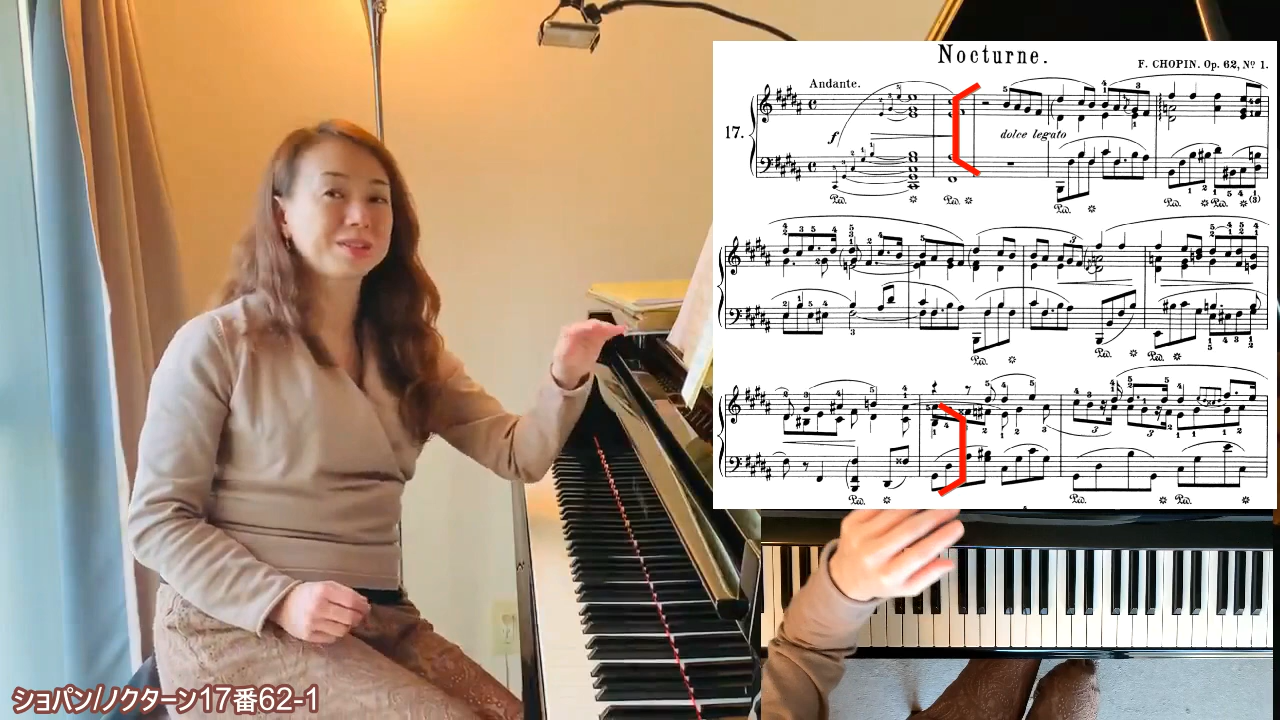 Nocturne.
F. CHOPIN. Op. 62, Nº 1.
Andante.
17.
f
dolce legato
ショパン/ノクターン17番62-1